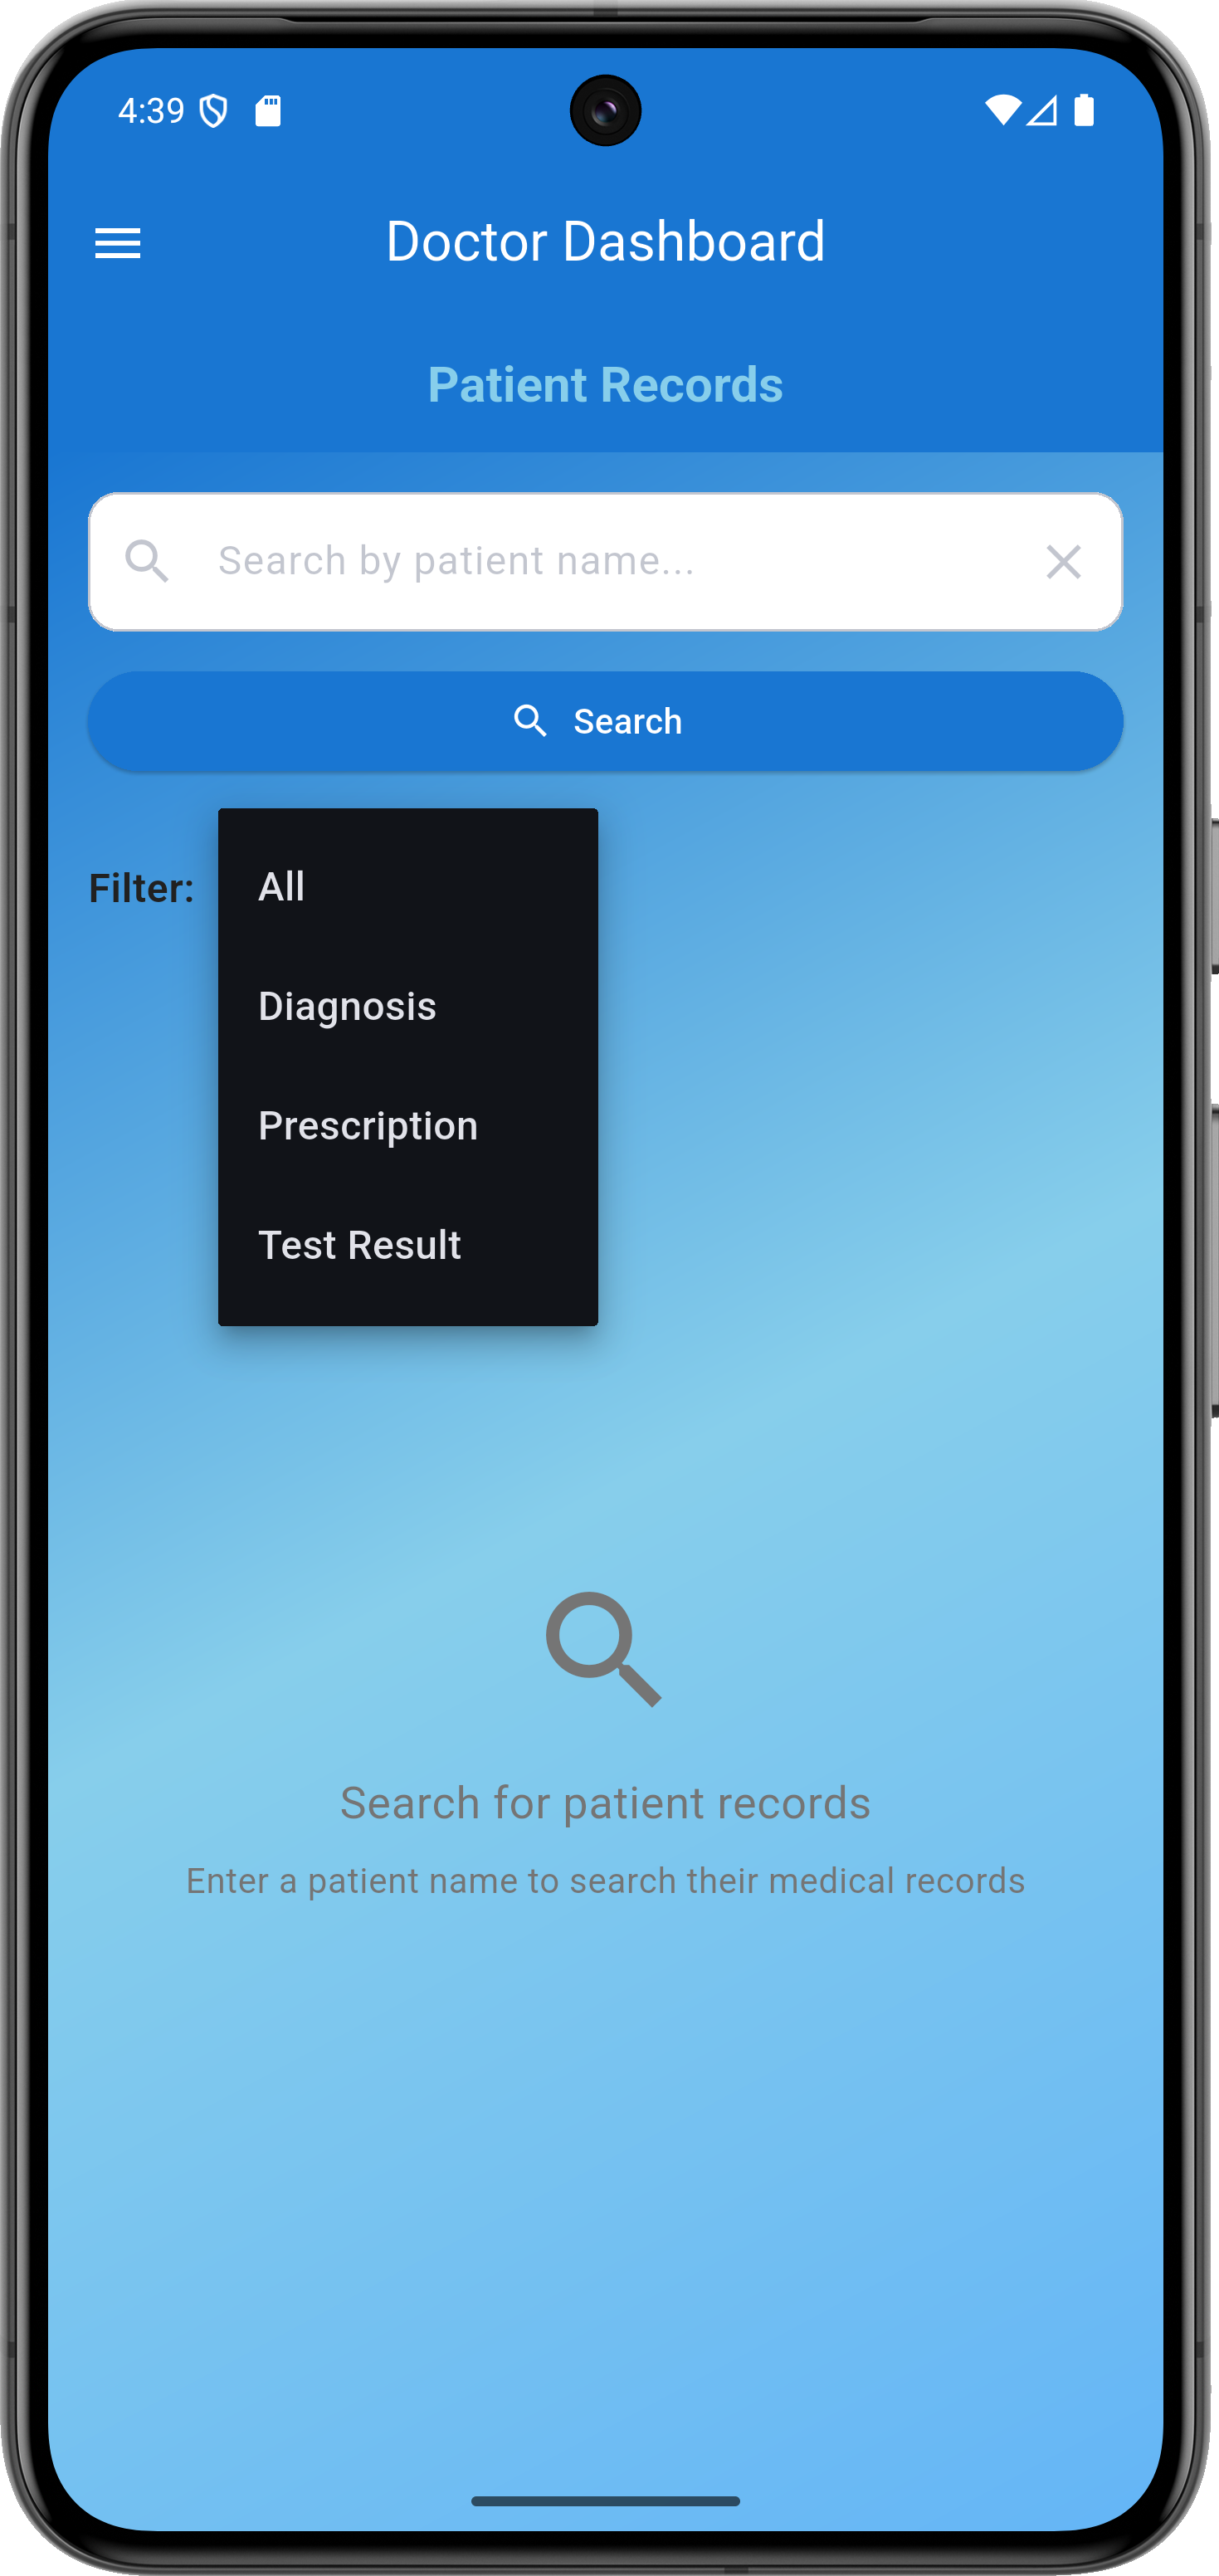 4:39
Doctor Dashboard
Patient Records
Search by patient name...
Search
Filter:
All
Diagnosis
Prescription
Test Result
Search for patient records
Enter a patient name to search their medical records